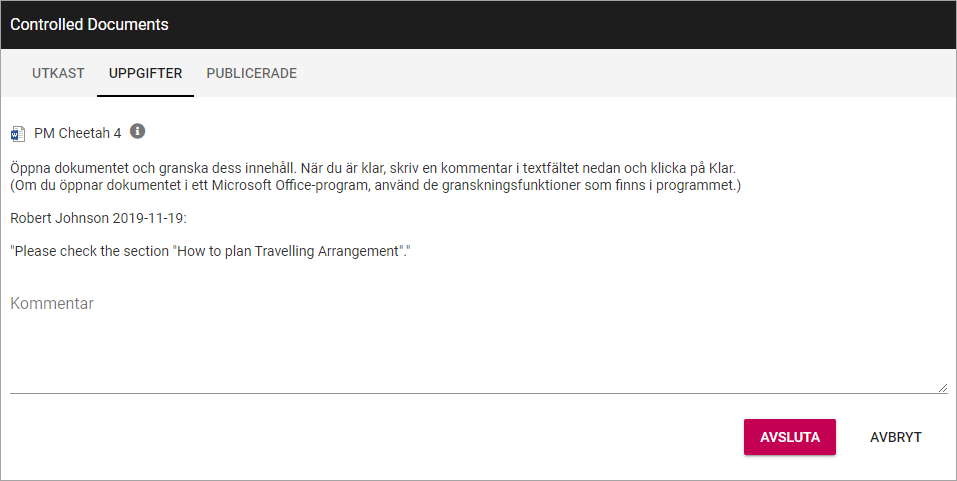 Controlled Documents
UTKAST UPPGIFTER PUBLICERADE
PM Cheetah 4
Öppna dokumentet och granska dess innehåll. När du är klar, skriv en kommentar i textfältet nedan och klicka på Klar.
(Om du öppnar dokumentet i ett Microsoft Office-program, använd de granskningsfunktioner som finns i programmet.)
Robert Johnson 2019-11-19:
"Please check the section "How to plan Travelling Arrangement"."
Kommentar
AVSLUTA AVBRYT